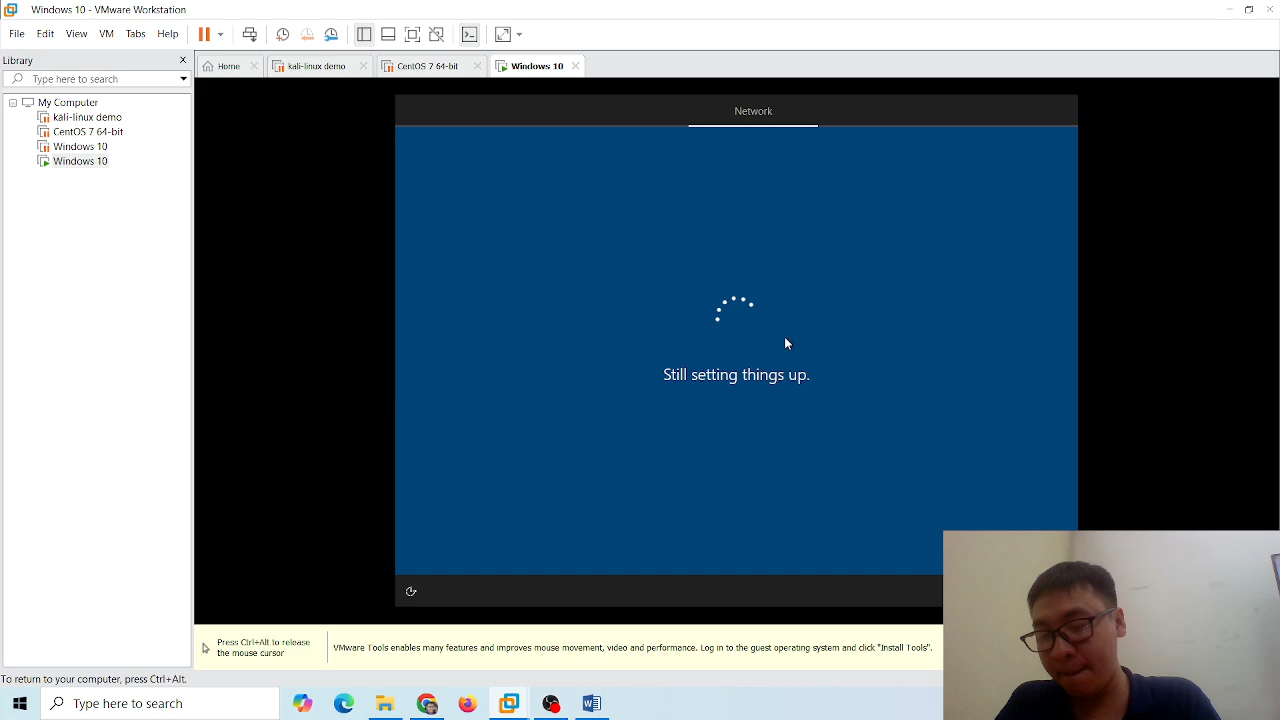 Windows 10 - VMware Workstation
File Edit View VM Tabs Help
Library
Type here to search
Home
kali-linux demo
CentOS 7 64-bit
Windows 10
My Computer
kali-linux demo
CentOS 7 64-bit
Windows 10
Windows 10
Network
Still setting things up.
Press Ctrl+Alt to release
the mouse cursor
VMware Tools enables many features and improves mouse movement, video and performance. Log in to the guest operating system and click "Install Tools".
To return to your computer, press Ctrl+Alt.
Type here to search